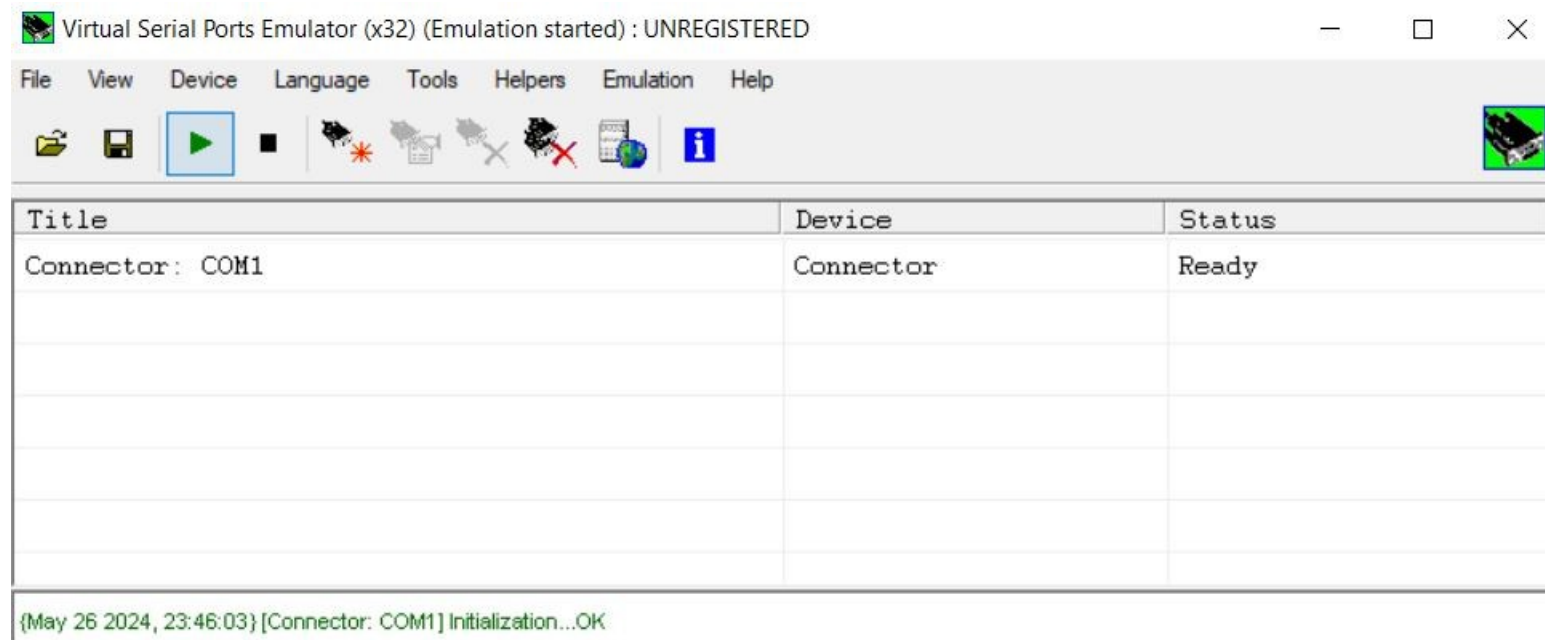 Virtual Serial Ports Emulator (x32) (Emulation started) : UNREGISTERED
File View Device Language Tools Helpers Emulation Help
Title Device Status
Connector: COM1 Connector Ready
{May 26 2024, 23:46:03} [Connector: COM1] Initialization...OK